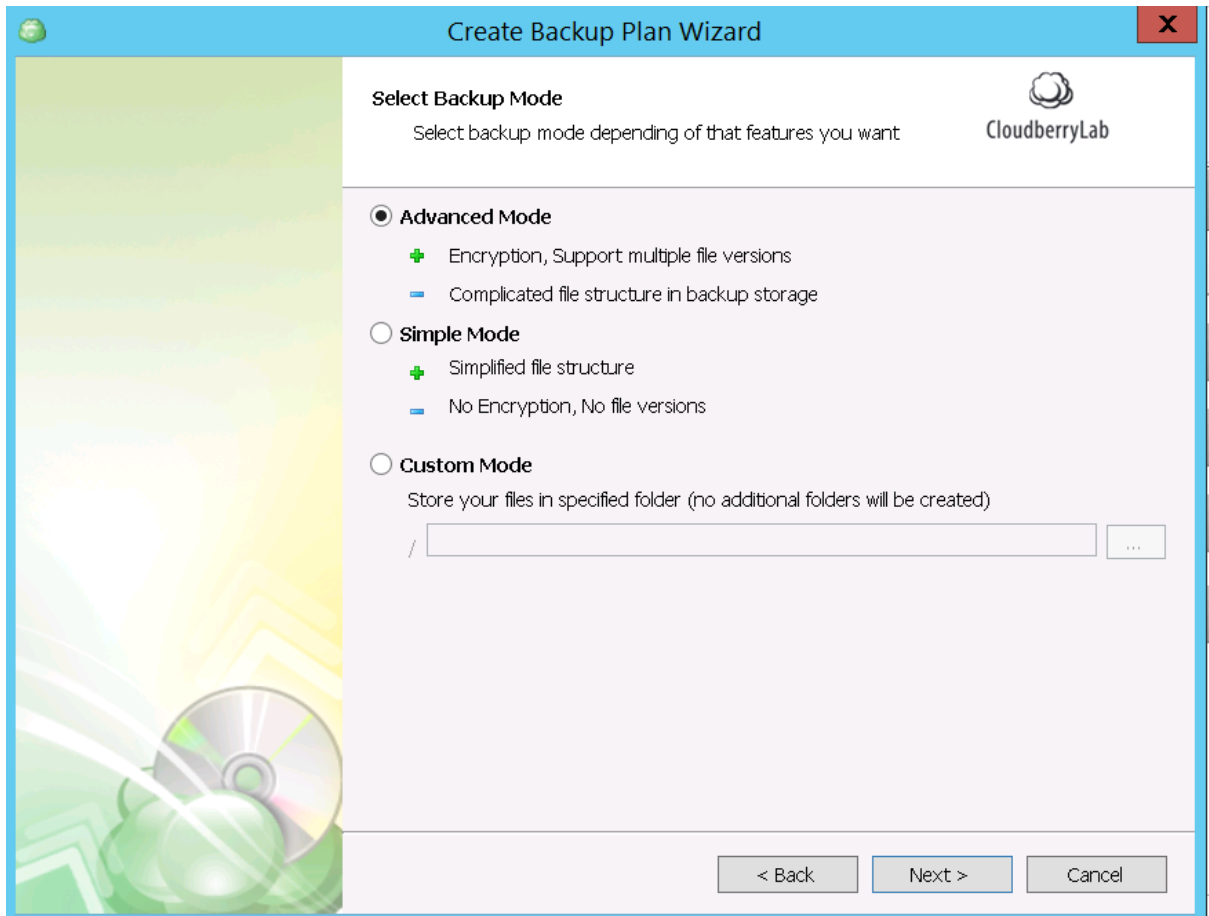 Create Backup Plan Wizard
X
Select Backup Mode
Select backup mode depending of that features you want
CloudberryLab
Advanced Mode
Encryption, Support multiple file versions
Complicated file structure in backup storage
Simple Mode
Simplified file structure
No Encryption, No file versions
Custom Mode
Store your files in specified folder (no additional folders will be created)
/
...
< Back Next > Cancel